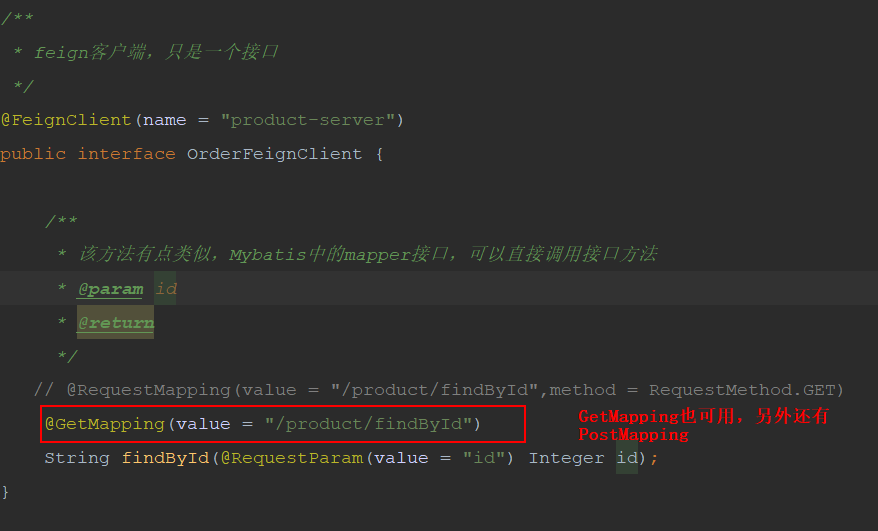 /**
 * feign客户端，只是一个接口
 */
@FeignClient(name = "product-server")
public interface OrderFeignClient {
/**
 * 该方法有点类似，Mybatis中的mapper接口，可以直接调用接口方法
 * @param id
 * @return
 */
// @RequestMapping(value = "/product/findById",method = RequestMethod.GET)
@GetMapping(value = "/product/findById")
GetMapping也可用，另外还有
PostMapping
String findById(@RequestParam(value = "id") Integer id);
}